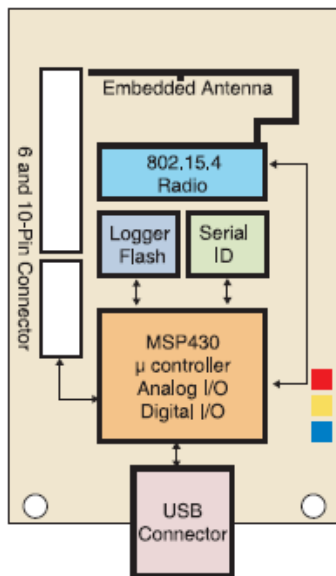 Embedded Antenna
6 and 10-Pin Connector
802.15.4
Radio
Logger
Flash
Serial
ID
MSP430
µ controller
Analog I/O
Digital I/O
USB
Connector